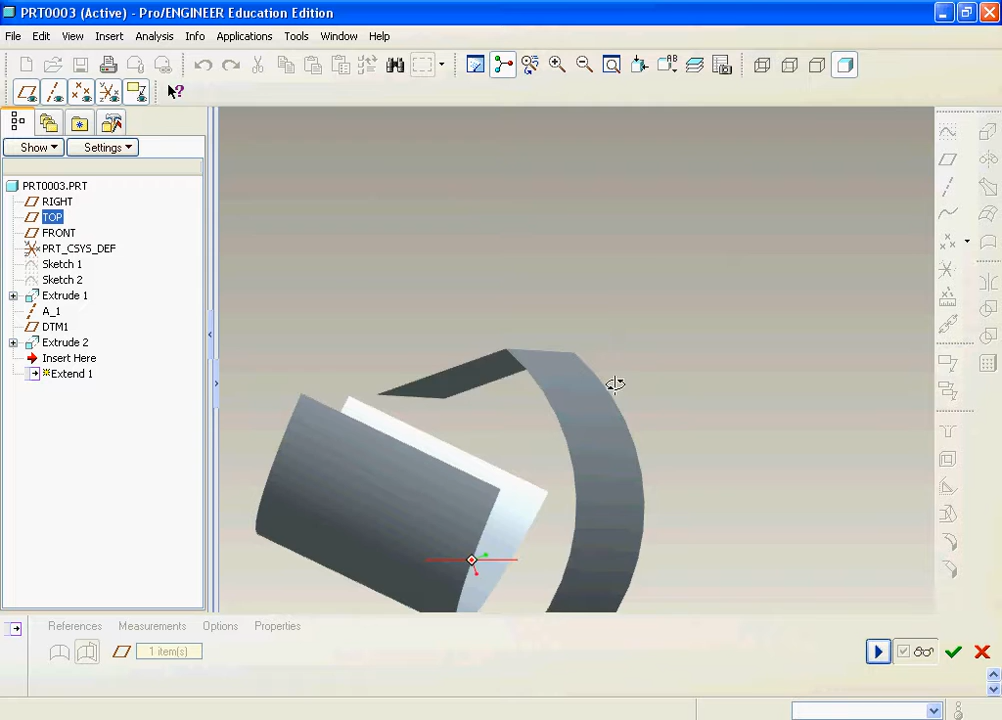 PRT0003 (Active) - Pro/ENGINEER Education Edition
File Edit View Insert Analysis Info Applications Tools Window Help
Show Settings
PRT0003.PRT
RIGHT
TOP
FRONT
PRT_CSYS_DEF
Sketch 1
Sketch 2
Extrude 1
A_1
DTM1
Extrude 2
Insert Here
Extend 1
References Measurements Options Properties
1 item(s)